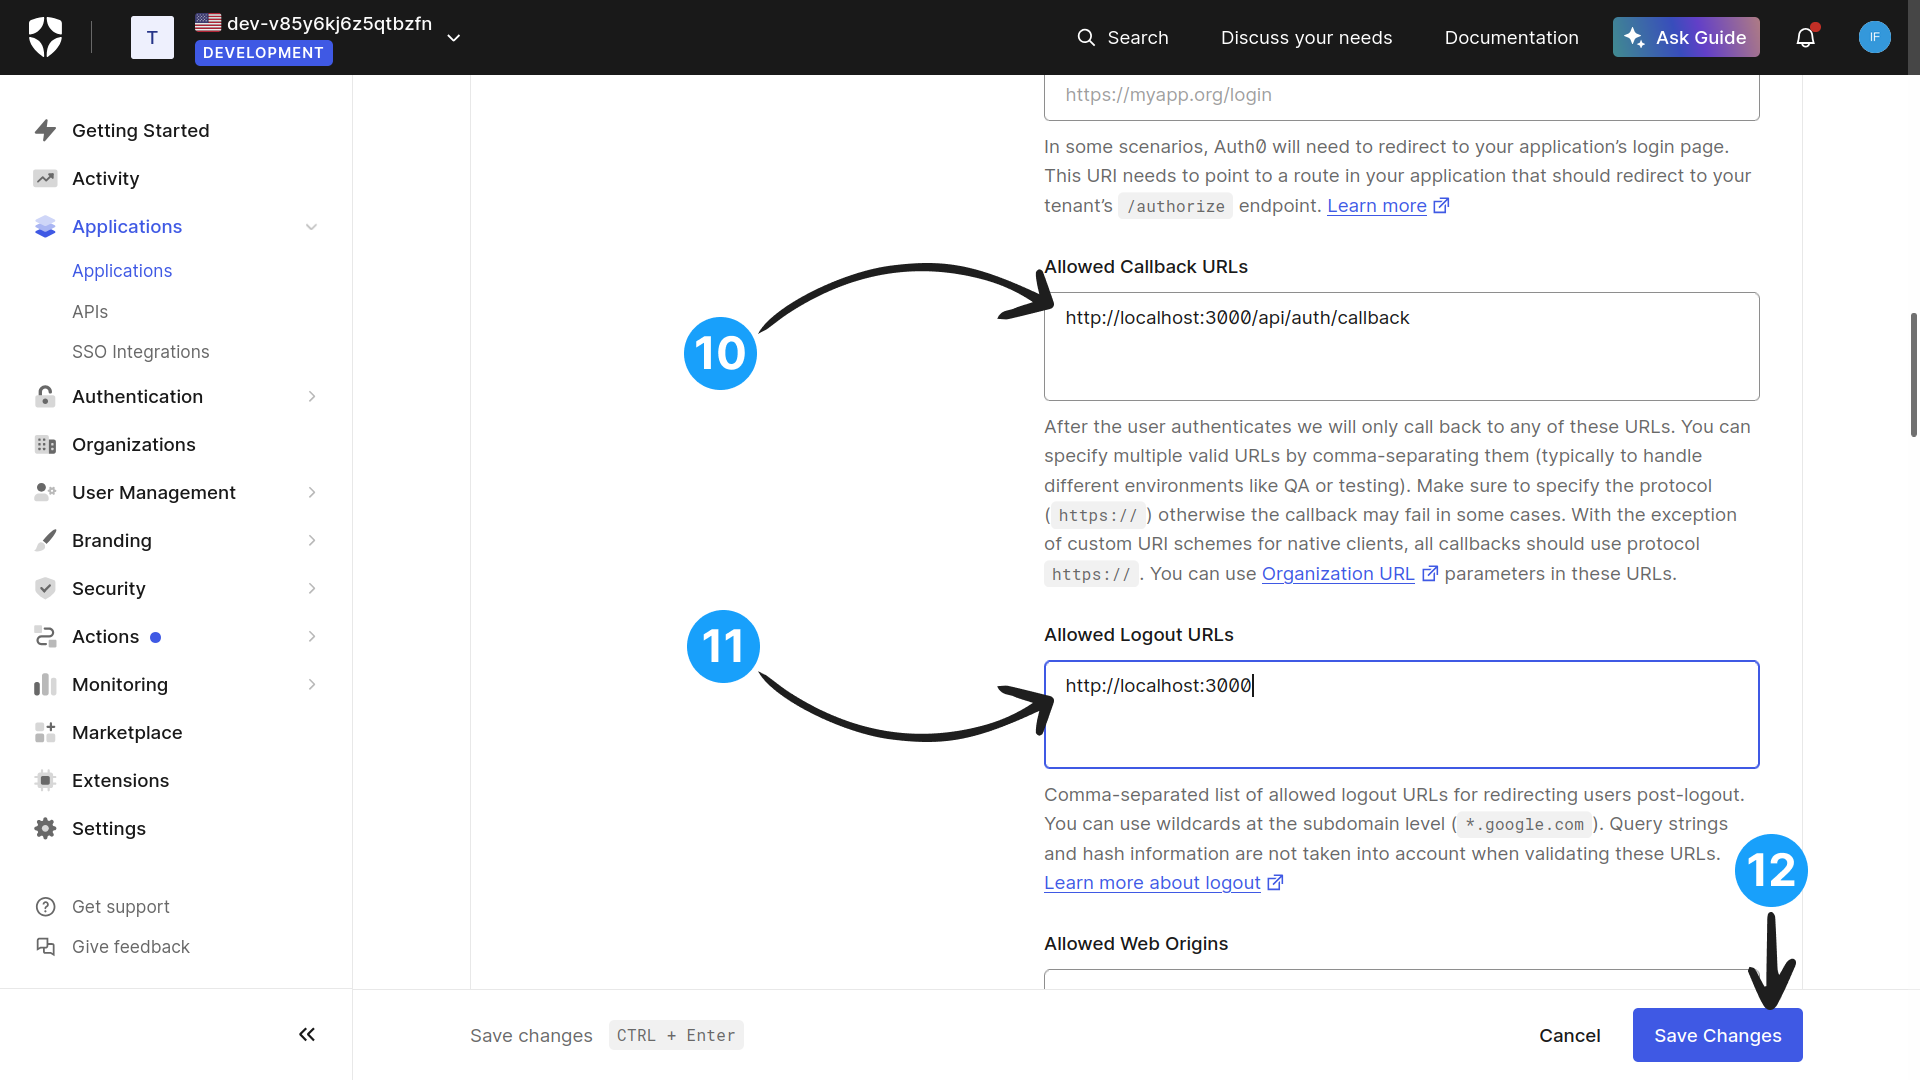 T
dev-v85y6kj6z5qtbzfn
DEVELOPMENT
Search
Discuss your needs
Documentation
Ask Guide
IF
Getting Started
Activity
Applications
Applications
APIs
SSO Integrations
Authentication
Organizations
User Management
Branding
Security
Actions
Monitoring
Marketplace
Extensions
Settings
Get support
Give feedback
https://myapp.org/login
In some scenarios, Auth0 will need to redirect to your application’s login page.
This URI needs to point to a route in your application that should redirect to your
tenant’s /authorize endpoint. Learn more
Allowed Callback URLs
10
http://localhost:3000/api/auth/callback
After the user authenticates we will only call back to any of these URLs. You can
specify multiple valid URLs by comma-separating them (typically to handle
different environments like QA or testing). Make sure to specify the protocol
( https:// ) otherwise the callback may fail in some cases. With the exception
of custom URI schemes for native clients, all callbacks should use protocol
https:// . You can use Organization URL parameters in these URLs.
11
Allowed Logout URLs
http://localhost:3000
Comma-separated list of allowed logout URLs for redirecting users post-logout.
You can use wildcards at the subdomain level ( *.google.com ). Query strings
and hash information are not taken into account when validating these URLs.
Learn more about logout
12
Allowed Web Origins
Save changes CTRL + Enter
Cancel
Save Changes